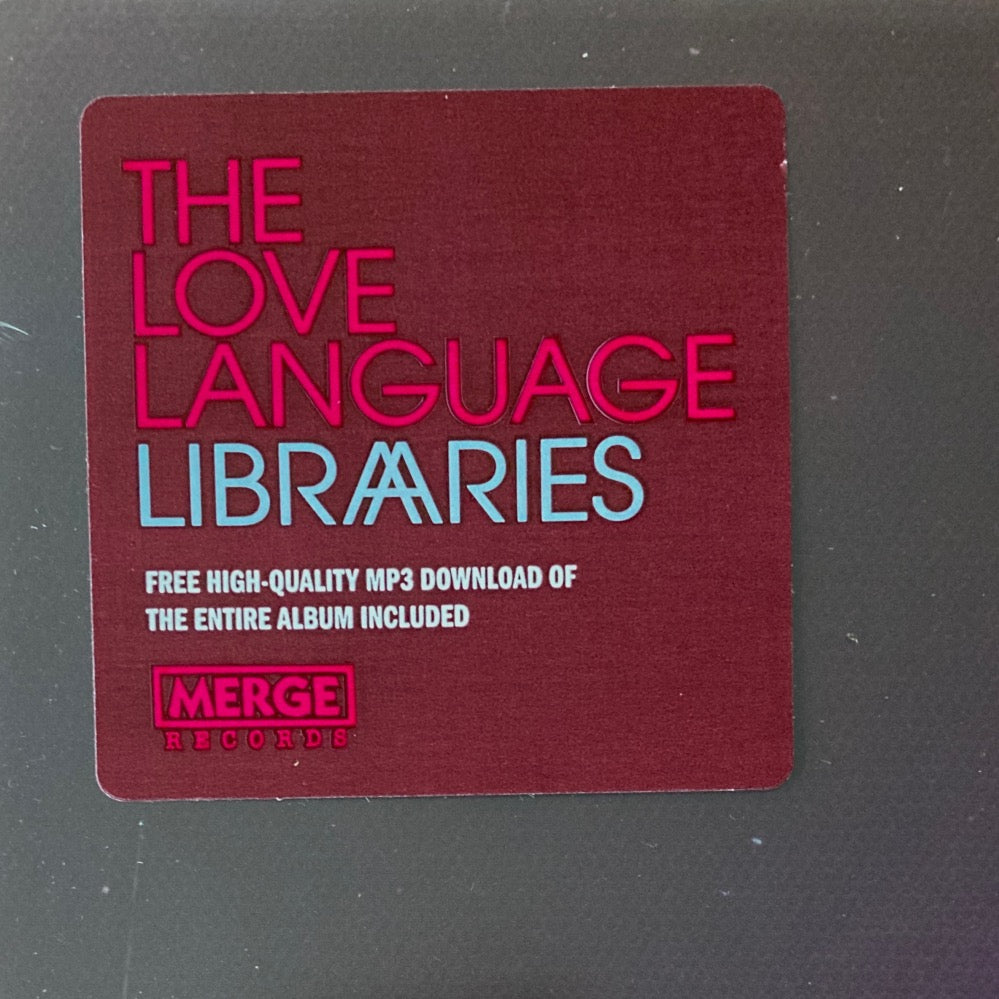 THE
LOVE
LANGUAGE
LIBRAARIES
FREE HIGH-QUALITY MP3 DOWNLOAD OF
THE ENTIRE ALBUM INCLUDED
MERGE
RECORDS